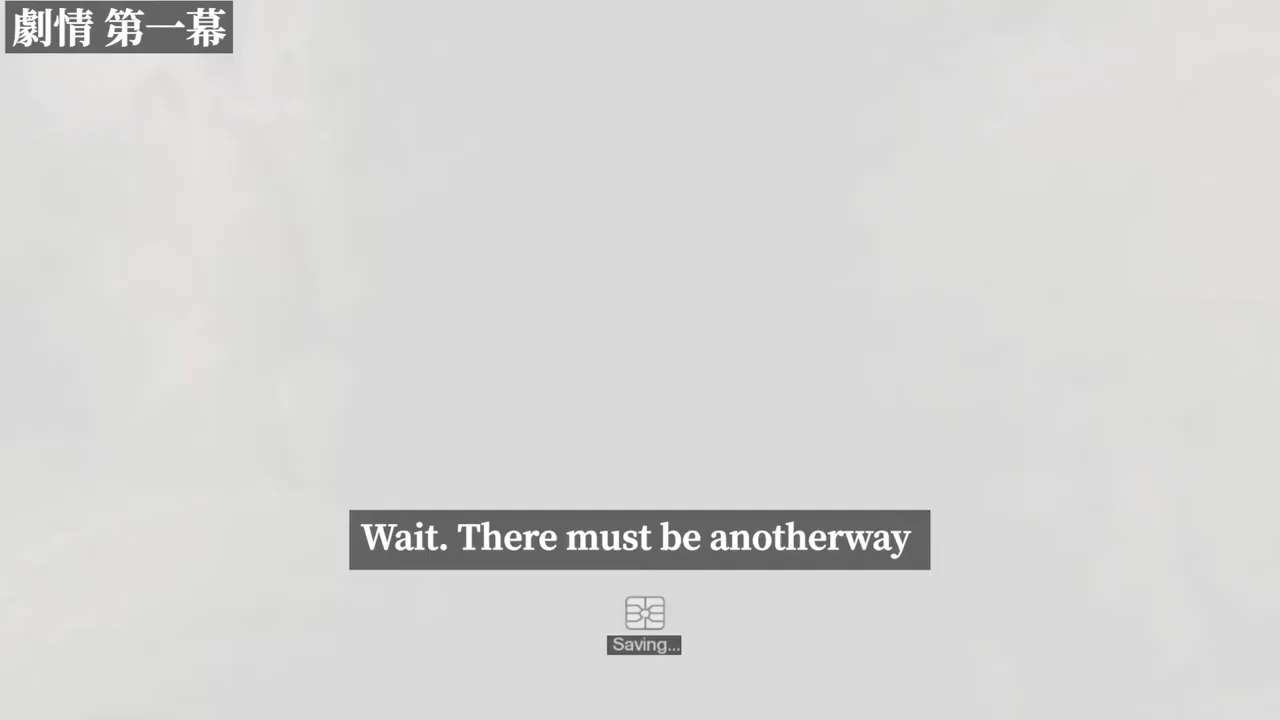 劇情 第一幕
Wait. There must be anotherway
Saving...